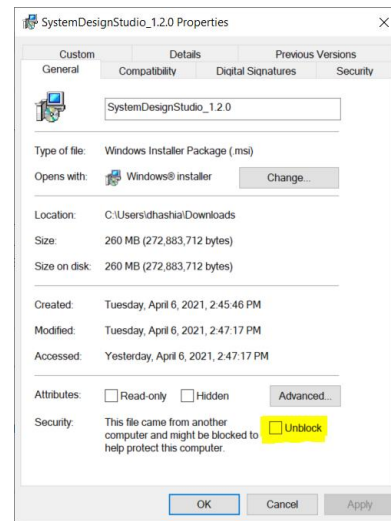 SystemDesignStudio_1.2.0 Properties
Custom Details Previous Versions
General Compatibility Digital Signatures Security
SystemDesignStudio_1.2.0
Type of file: Windows Installer Package (.msi)
Opens with: Windows® installer Change...
Location: C:\Users\dhashia\Downloads
Size: 260 MB (272,883,712 bytes)
Size on disk: 260 MB (272,883,712 bytes)
Created: Tuesday, April 6, 2021, 2:45:46 PM
Modified: Tuesday, April 6, 2021, 2:47:17 PM
Accessed: Yesterday, April 6, 2021, 2:47:17 PM
Attributes: Read-only Hidden Advanced...
Security: This file came from another
computer and might be blocked to
help protect this computer.
Unblock
OK Cancel Apply